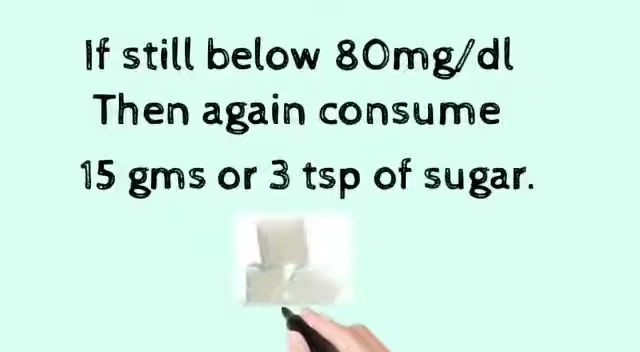 If still below 80mg/dl
Then again consume
15 gms or 3 tsp of sugar.